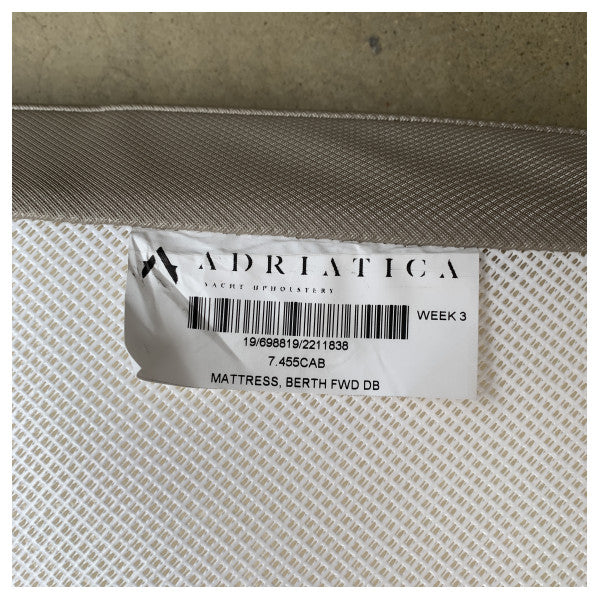 ADRIATICA
YACHT UPHOLSTERY
WEEK 3
19/698819/2211838
7.455CAB
MATTRESS, BERTH FWD DB